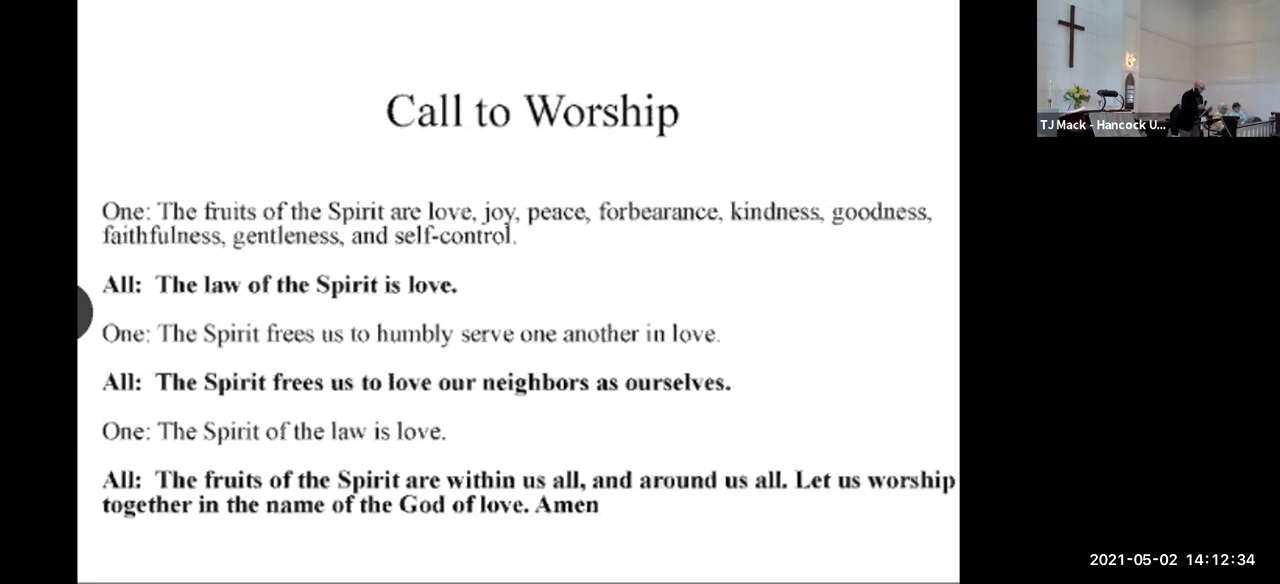 Call to Worship
One: The fruits of the Spirit are love, joy, peace, forbearance, kindness, goodness,
faithfulness, gentleness, and self-control.
All:  The law of the Spirit is love.
One: The Spirit frees us to humbly serve one another in love.
All:  The Spirit frees us to love our neighbors as ourselves.
One: The Spirit of the law is love.
All:  The fruits of the Spirit are within us all, and around us all. Let us worship
together in the name of the God of love. Amen
TJ Mack - Hancock U...
2021-05-02 14:12:34